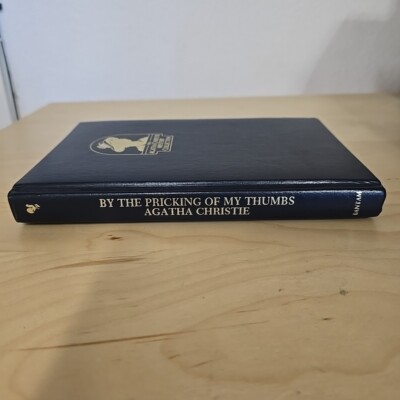 BY THE PRICKING OF MY THUMBS
AGATHA CHRISTIE
BANTAM